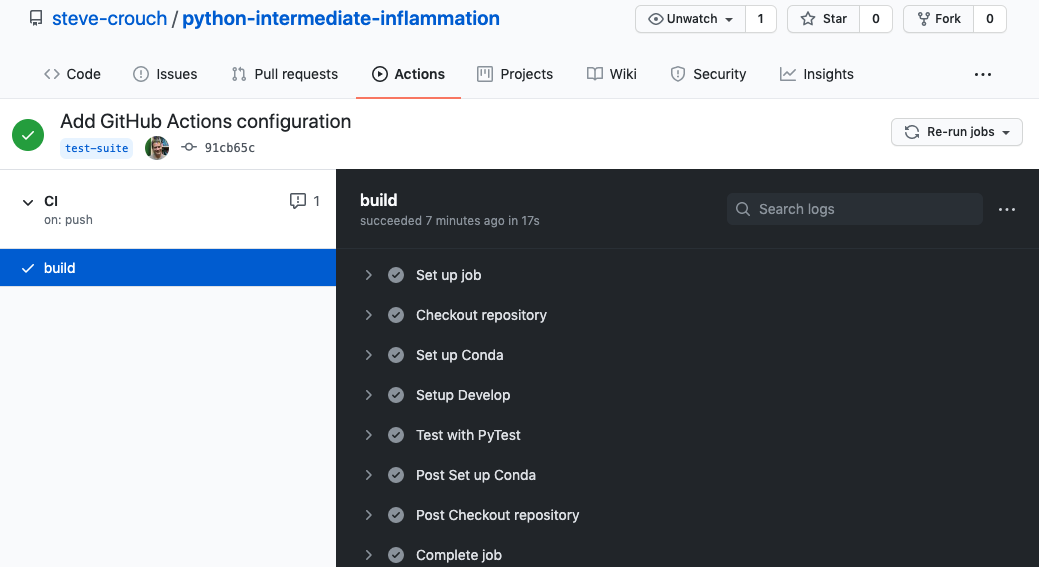 steve-crouch / python-intermediate-inflammation
Unwatch 1 Star 0 Fork 0
Code Issues Pull requests Actions Projects Wiki Security Insights
Add GitHub Actions configuration
test-suite 91cb65c
Re-run jobs
CI 1
on: push
build
build
succeeded 7 minutes ago in 17s
Search logs
Set up job
Checkout repository
Set up Conda
Setup Develop
Test with PyTest
Post Set up Conda
Post Checkout repository
Complete job